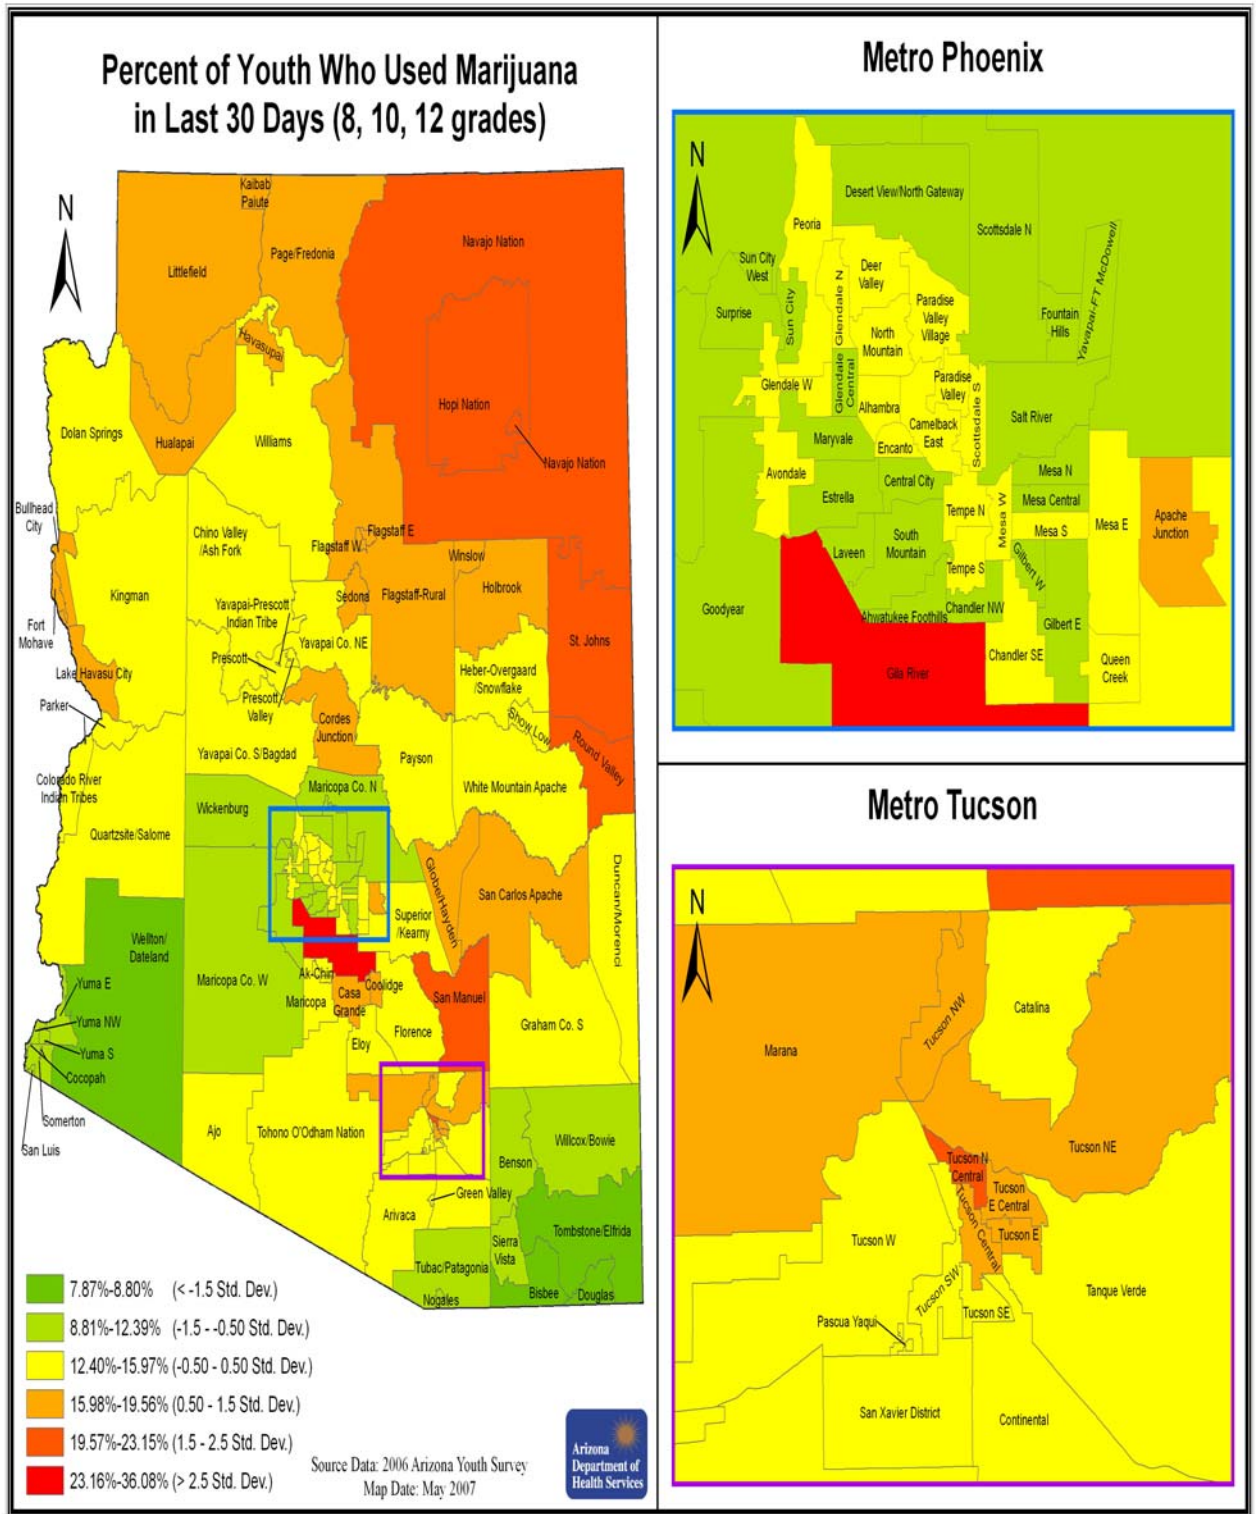 Percent of Youth Who Used Marijuana
in Last 30 Days (8, 10, 12 grades)
N
Kaibab
Paiute
Littlefield
Page/Fredonia
Navajo Nation
Havasupai
Hopi Nation
Navajo Nation
Dolan Springs
Hualapai
Williams
Bullhead
City
Chino Valley
/Ash Fork
Flagstaff W
Flagstaff E
Winslow
Kingman
Sedona
Flagstaff-Rural
Holbrook
Fort
Mohave
Yavapai-Prescott
Indian Tribe
Yavapai Co. NE
St. Johns
Prescott
Lake Havasu City
Heber-Overgaard
/Snowflake
Parker
Prescott
Valley
Cordes
Junction
Show Low
Round Valley
Yavapai Co. S/Bagdad
Payson
White Mountain Apache
Colorado River
Indian Tribes
Maricopa Co. N
Wickenburg
Quartzsite/Salome
Globe/Hayden
San Carlos Apache
Duncan/Morenci
Superior
/Kearny
Wellton/
Dateland
Maricopa Co. W
Ak-Chin
Maricopa
Casa
Grande
Coolidge
San Manuel
Yuma E
Yuma NW
Yuma S
Cocopah
Florence
Eloy
Graham Co. S
Somerton
San Luis
Ajo
Tohono O'Odham Nation
Willcox/Bowie
Benson
Green Valley
Arivaca
Sierra
Vista
Tombstone/Elfrida
Tubac/Patagonia
Nogales
Bisbee
Douglas
7.87%-8.80% (< -1.5 Std. Dev.)
8.81%-12.39% (-1.5 - -0.50 Std. Dev.)
12.40%-15.97% (-0.50 - 0.50 Std. Dev.)
15.98%-19.56% (0.50 - 1.5 Std. Dev.)
19.57%-23.15% (1.5 - 2.5 Std. Dev.)
23.16%-36.08% (> 2.5 Std. Dev.)
Source Data: 2006 Arizona Youth Survey
Map Date: May 2007
Arizona
Department of
Health Services
Metro Phoenix
N
Desert View/North Gateway
Peoria
Scottsdale N
Yavapai-FT McDowell
Sun City
West
Deer
Valley
Glendale N
Surprise
Sun City
Paradise
Valley
Village
Fountain
Hills
North
Mountain
Glendale W
Glendale
Central
Paradise
Valley
Scottsdale S
Alhambra
Camelback
East
Salt River
Maryvale
Encanto
Avondale
Central City
Mesa N
Estrella
Tempe N
Mesa W
Mesa Central
Mesa S
Mesa E
Apache
Junction
Laveen
South
Mountain
Tempe S
Gilbert W
Goodyear
Ahwatukee Foothills
Chandler NW
Gilbert E
Gila River
Chandler SE
Queen
Creek
Metro Tucson
N
Tucson NW
Catalina
Marana
Tucson NE
Tucson N
Central
Tucson
E Central
Tucson Central
Tucson E
Tucson W
Tucson SW
Tanque Verde
Pascua Yaqui
Tucson SE
San Xavier District
Continental